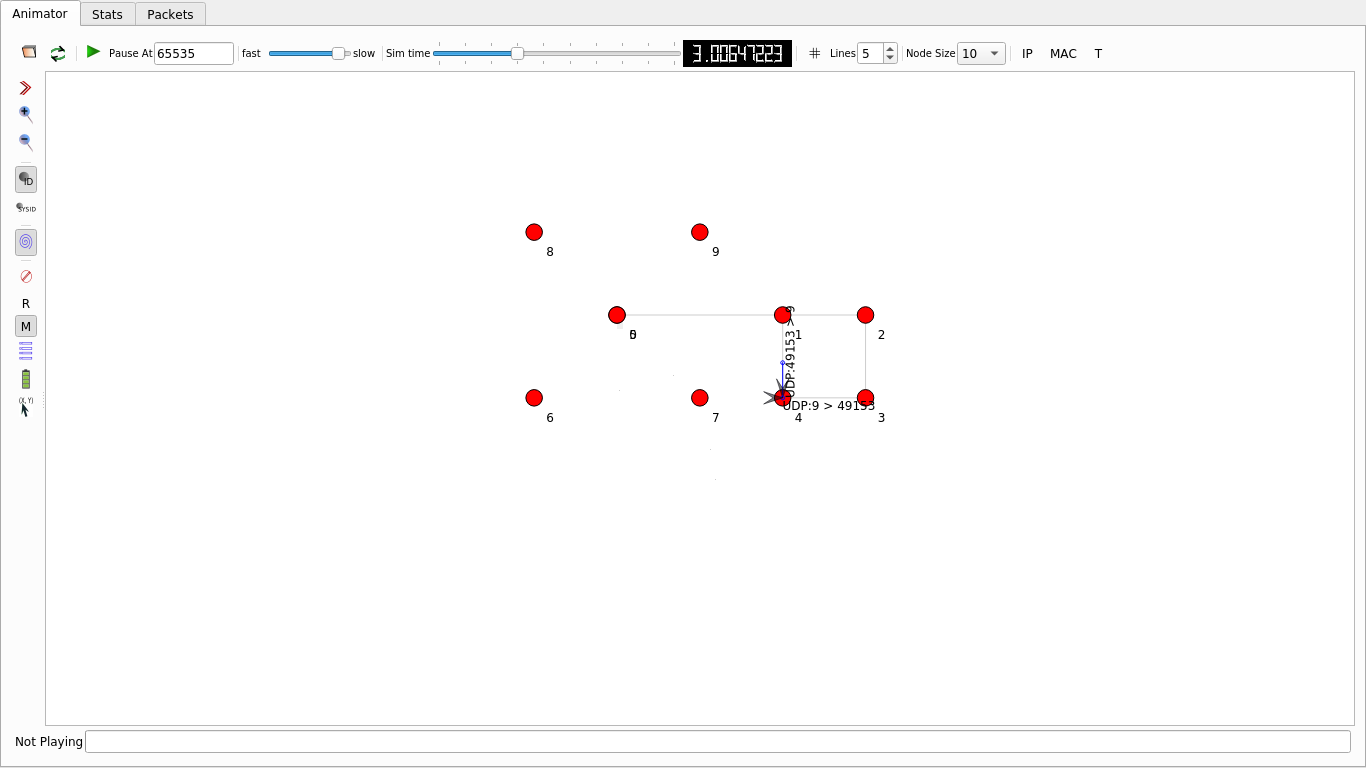 Animator
Stats
Packets
Pause At 65535 fast slow Sim time 3.00647223 Lines 5 Node Size 10 IP MAC T
ID
SYSID
R
M
(X, Y)
8
9
1
2
UDP:49153 > 9
UDP:9 > 49153
6
7
4
3
Not Playing